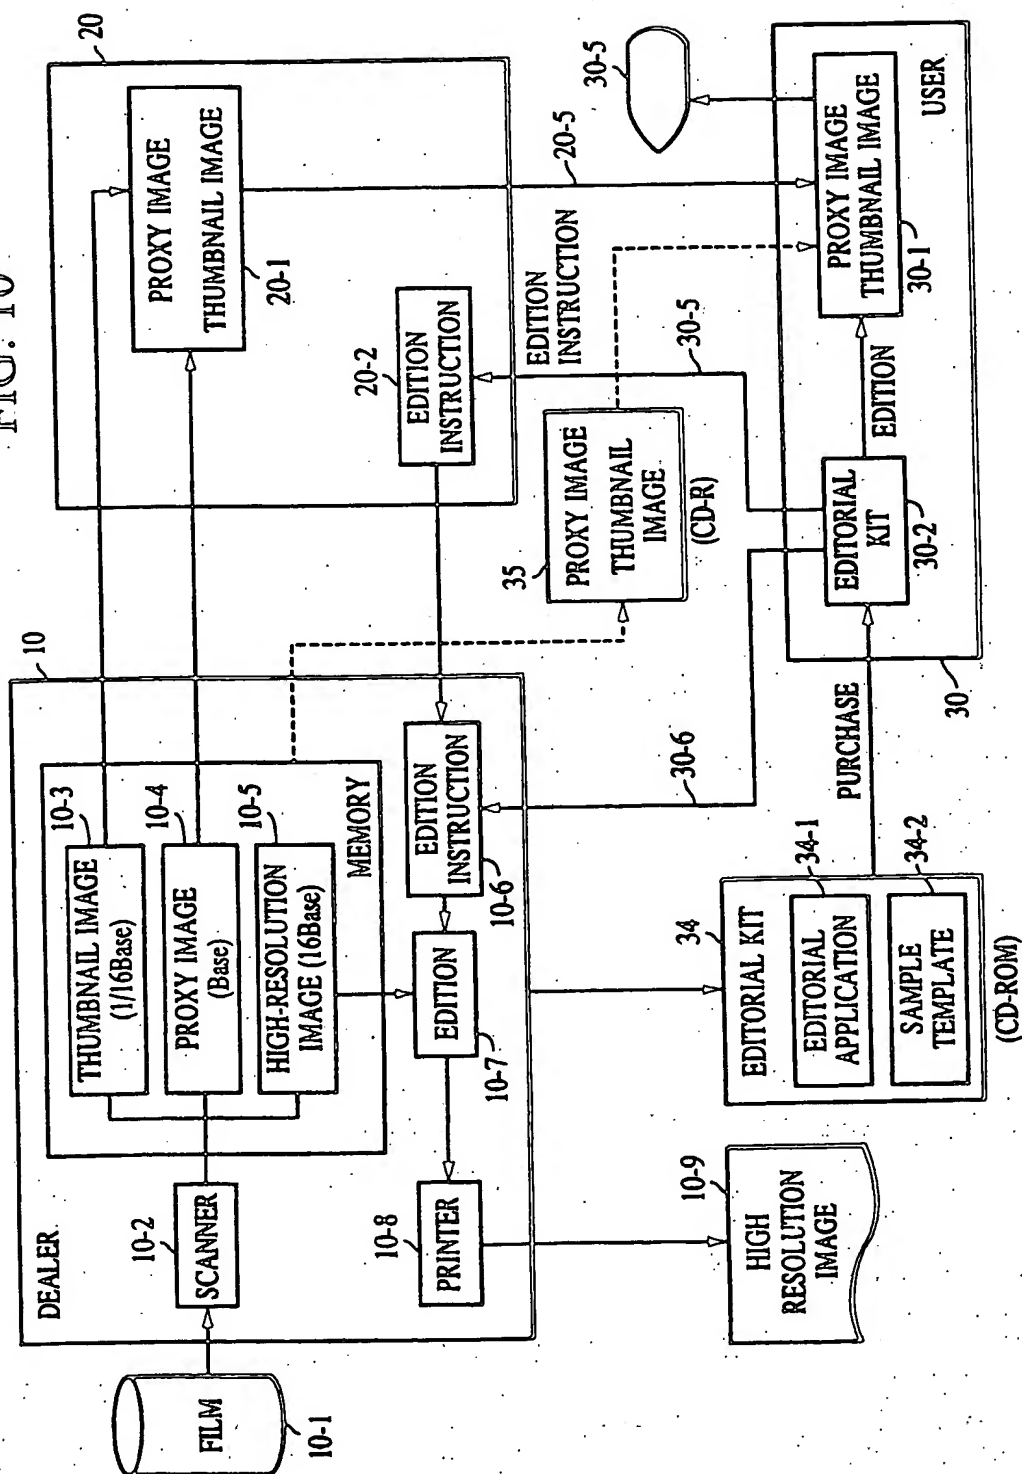 FIG. 10
FILM
10-1
DEALER
10
10-2
SCANNER
10-3
THUMBNAIL IMAGE
(1/16Base)
10-4
PROXY IMAGE
(Base)
10-5
HIGH-RESOLUTION
IMAGE (16Base)
MEMORY
EDITION
INSTRUCTION
10-6
EDITION
10-7
10-8
PRINTER
10-9
HIGH
RESOLUTION
IMAGE
20
PROXY IMAGE
THUMBNAIL IMAGE
20-1
20-2
EDITION
INSTRUCTION
EDITION
INSTRUCTION
30-5
20-5
30-5
35
PROXY IMAGE
THUMBNAIL
IMAGE
(CD-R)
30-6
34
EDITORIAL KIT
34-1
EDITORIAL
APPLICATION
34-2
SAMPLE
TEMPLATE
(CD-ROM)
PURCHASE
30
EDITORIAL
KIT
30-2
EDITION
PROXY IMAGE
THUMBNAIL IMAGE
30-1
USER